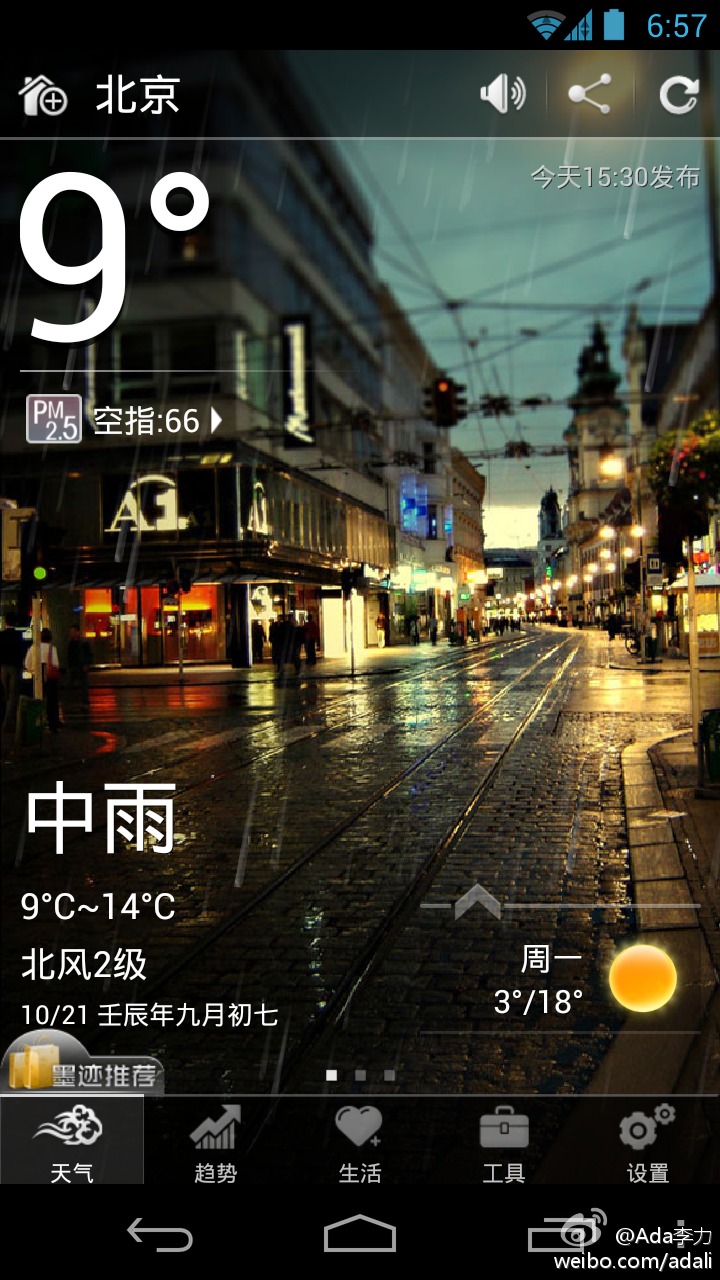 6:57
北京
今天15:30发布
9°
PM2.5 空指:66
A1
中雨
9°C~14°C
北风2级
周一
3°/18°
10/21 壬辰年九月初七
墨迹推荐
天气 趋势 生活 工具 设置
@Ada李力
weibo.com/adali